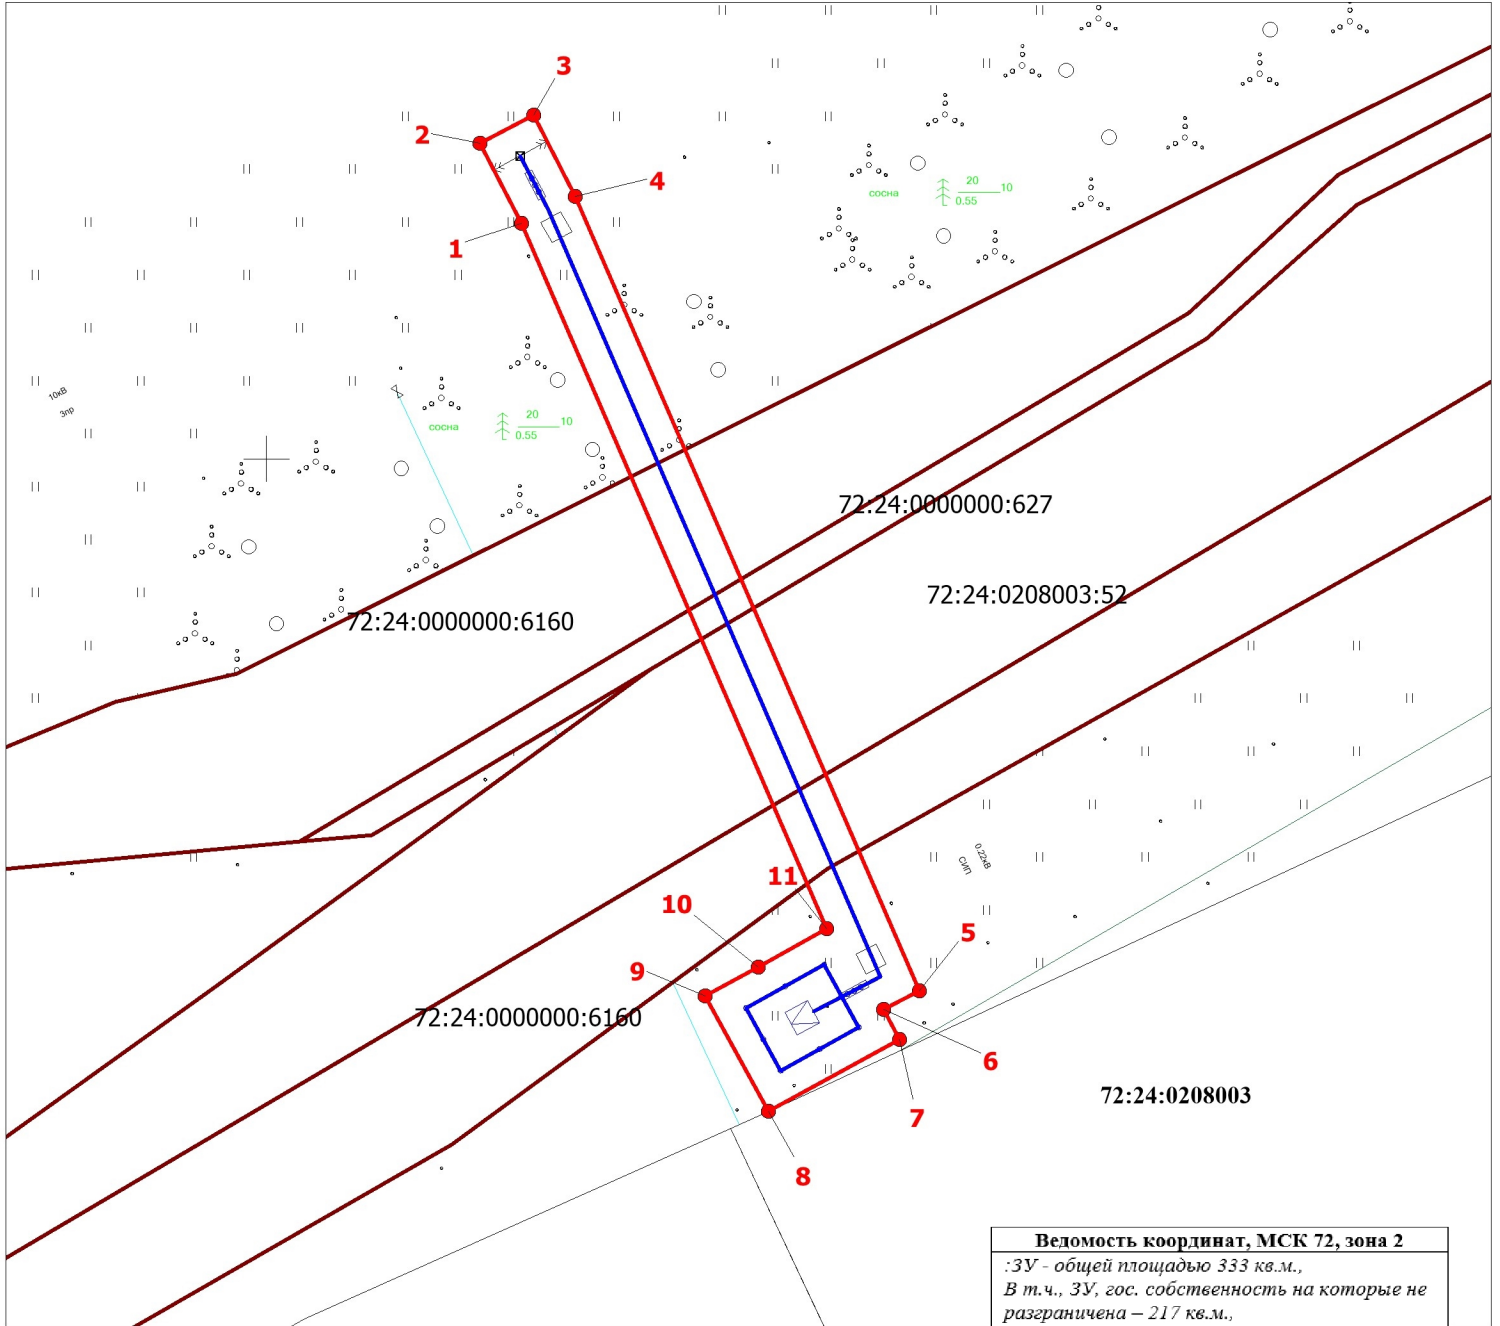 3
2
4
20
10
сосна
0.55
1
10кВ
3пр
20
10
сосна
0.55
72:24:0000000:627
72:24:0208003:52
72:24:0000000:6160
0.22кВ
СИП
11
10
5
9
72:24:0000000:6160
6
72:24:0208003
7
8
Ведомость координат, МСК 72, зона 2
:ЗУ - общей площадью 333 кв.м.,
В т.ч., ЗУ, гос. собственность на которые не
разграничена – 217 кв.м.,